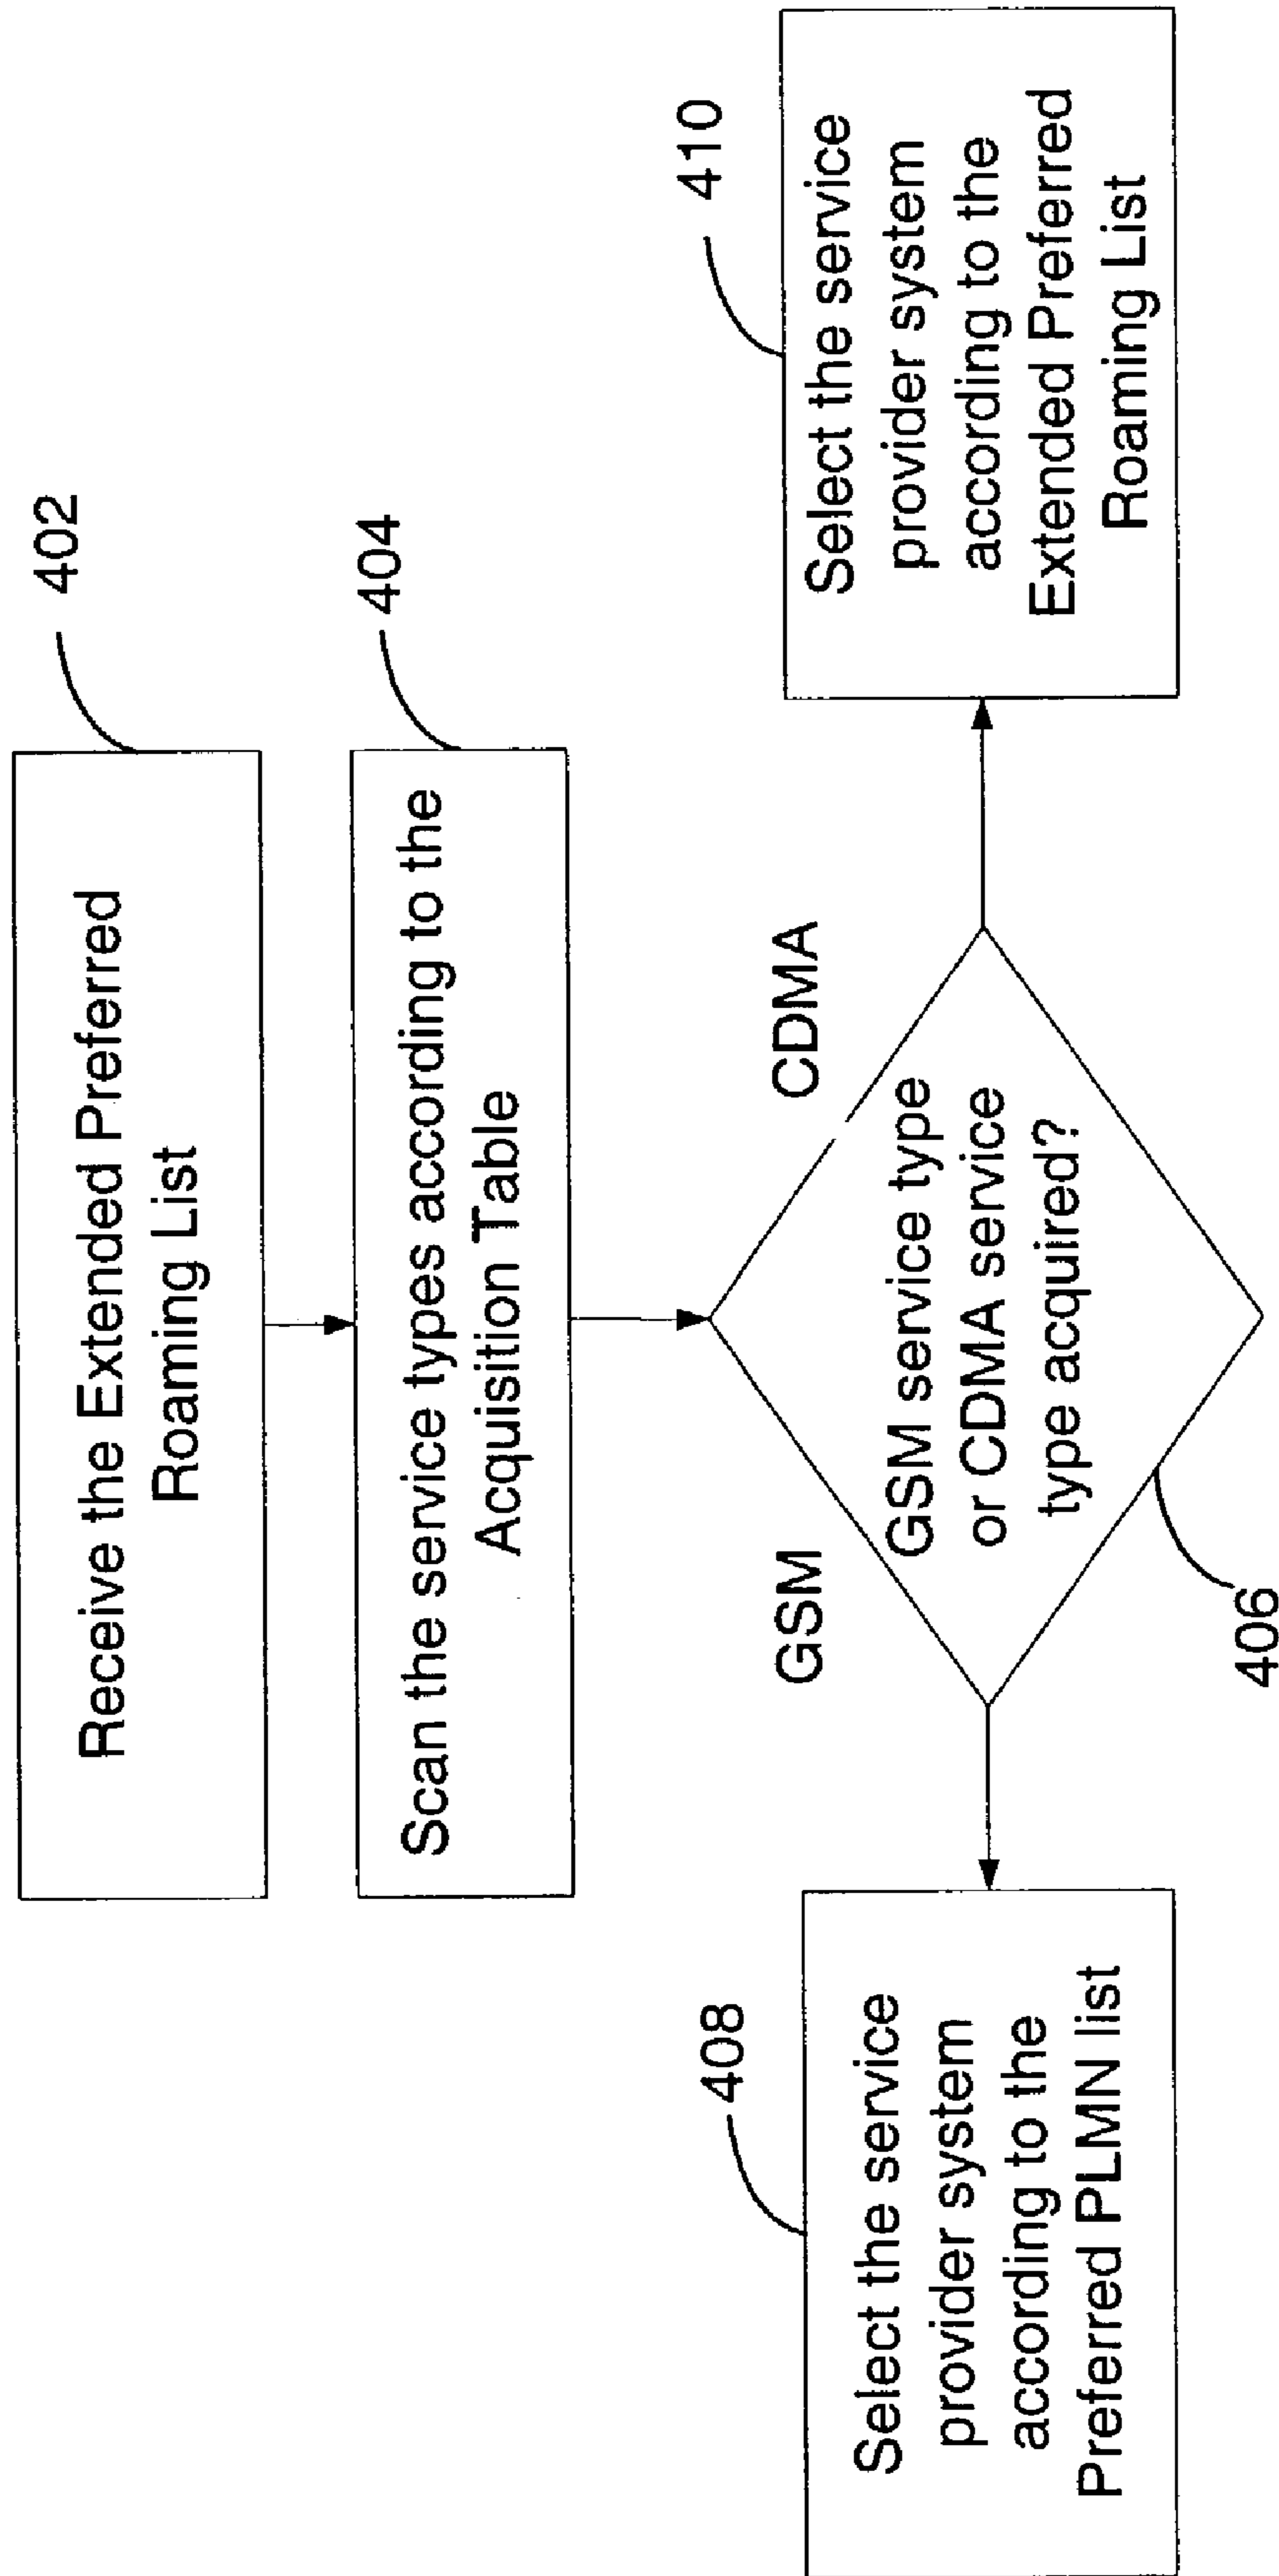 402
Receive the Extended Preferred
Roaming List
404
Scan the service types according to the
Acquisition Table
GSM
CDMA
GSM service type
or CDMA service
type acquired?
406
408
Select the service
provider system
according to the
Preferred PLMN list
410
Select the service
provider system
according to the
Extended Preferred
Roaming List